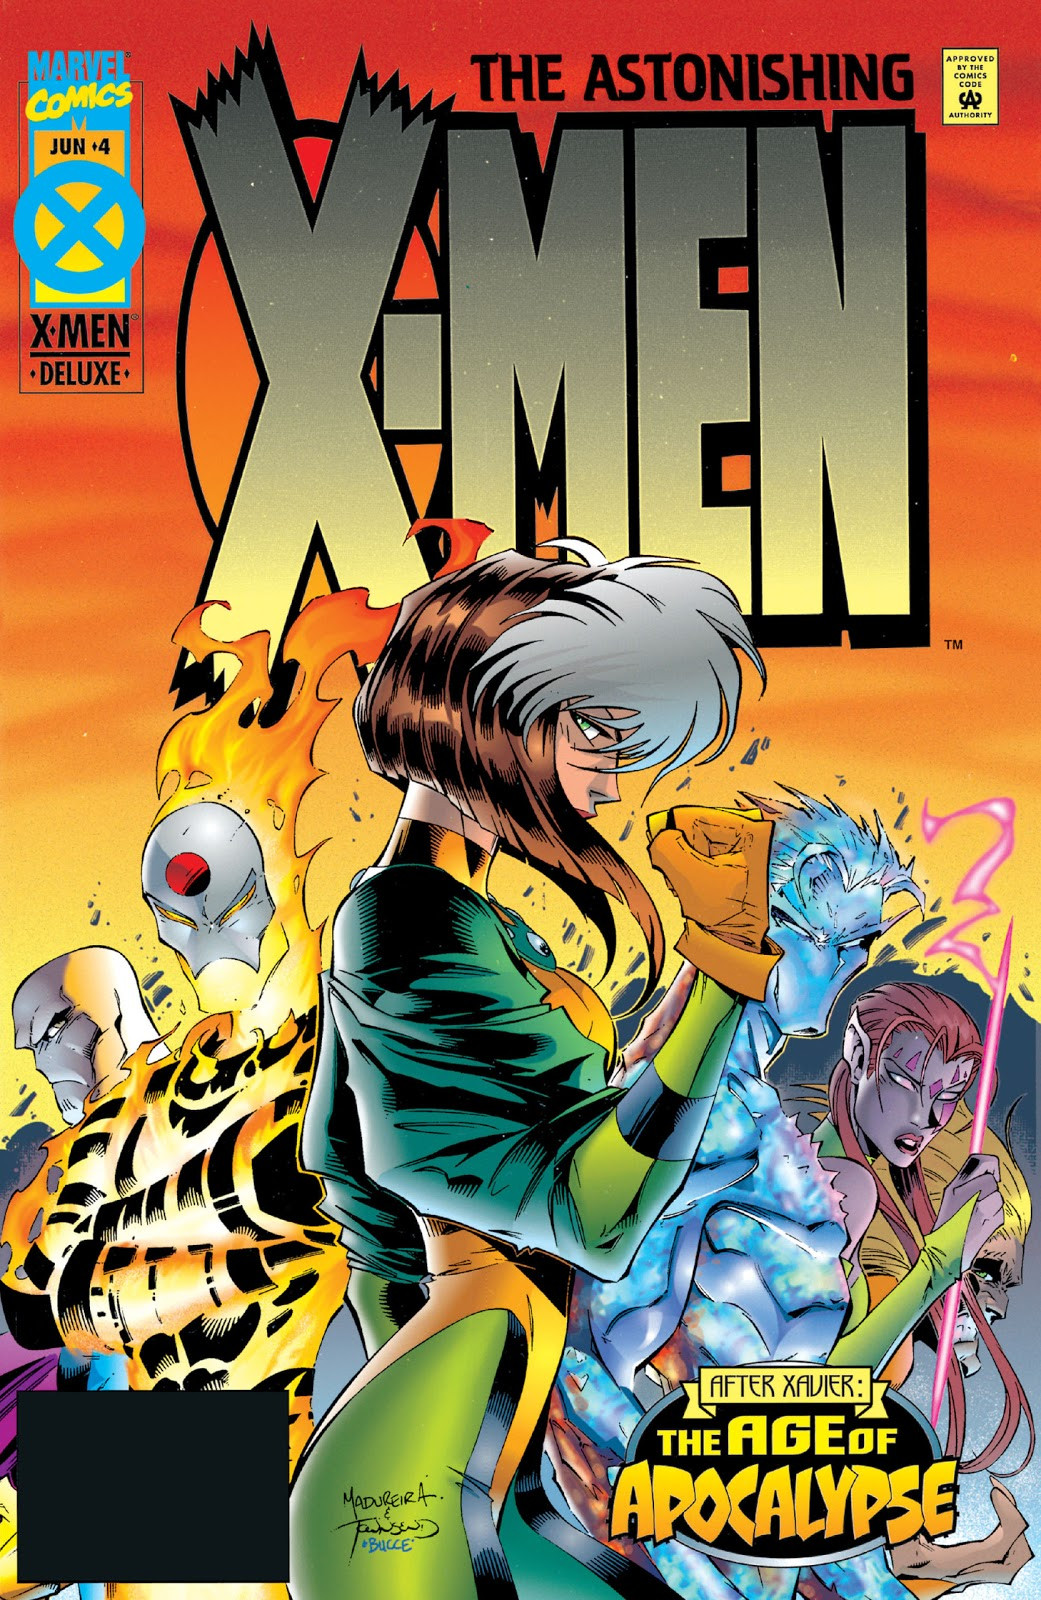 MARVEL
COMICS
JUN 4
X•MEN
DELUXE
THE ASTONISHING
X-MEN
APPROVED
BY THE
COMICS
CODE
AUTHORITY
TM
AFTER XAVIER:
THE AGE OF
APOCALYPSE
MADUREIRA
&
TOWNSEND
BUCCE